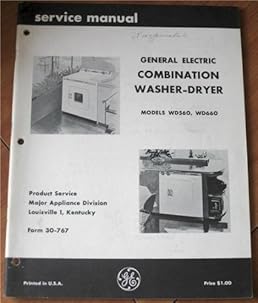 service manual
GENERAL ELECTRIC
COMBINATION
WASHER-DRYER
MODELS WD560, WD660
Product Service
Major Appliance Division
Louisville 1, Kentucky
Form 30-767
Printed in U.S.A.
GE
Price $1.00